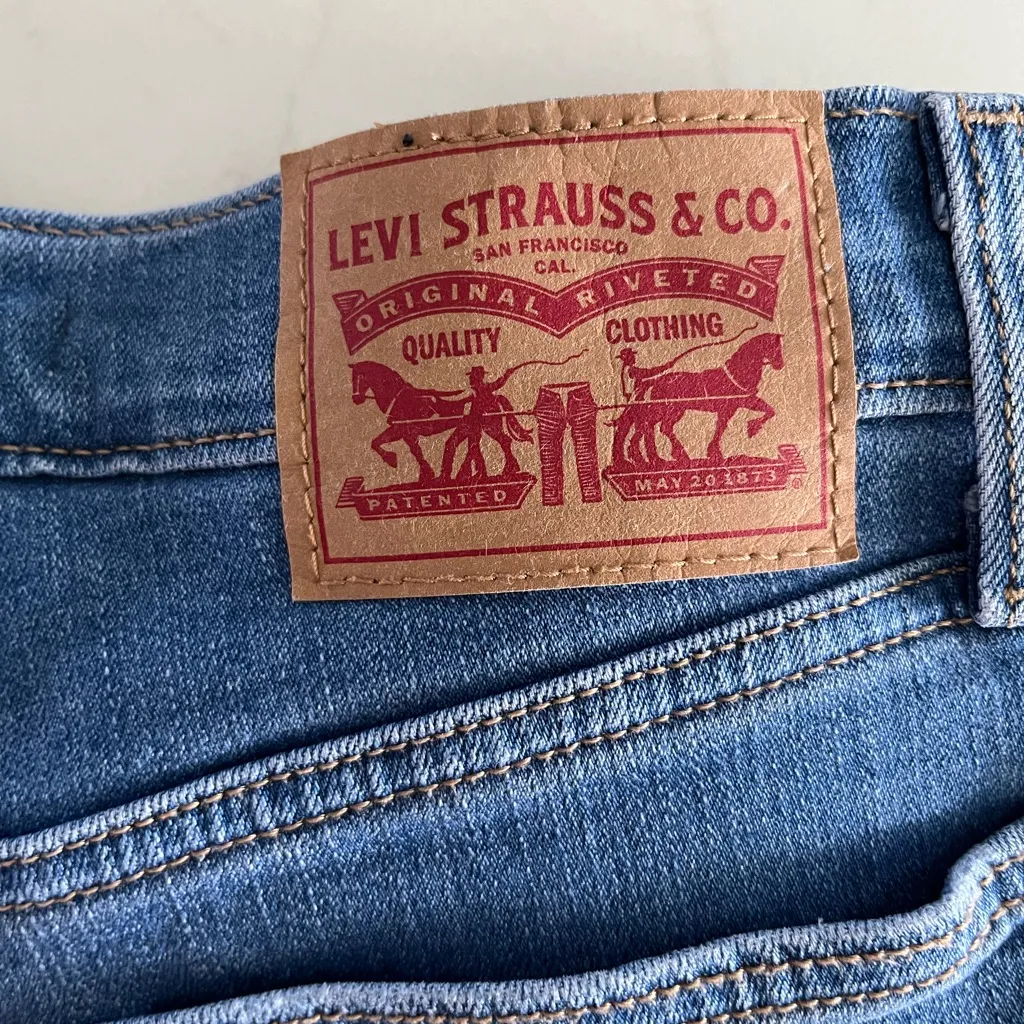 LEVI STRAUSS & CO.
SAN FRANCISCO
CAL.
ORIGINAL RIVETED
QUALITY CLOTHING
PATENTED MAY 20 1873 ®